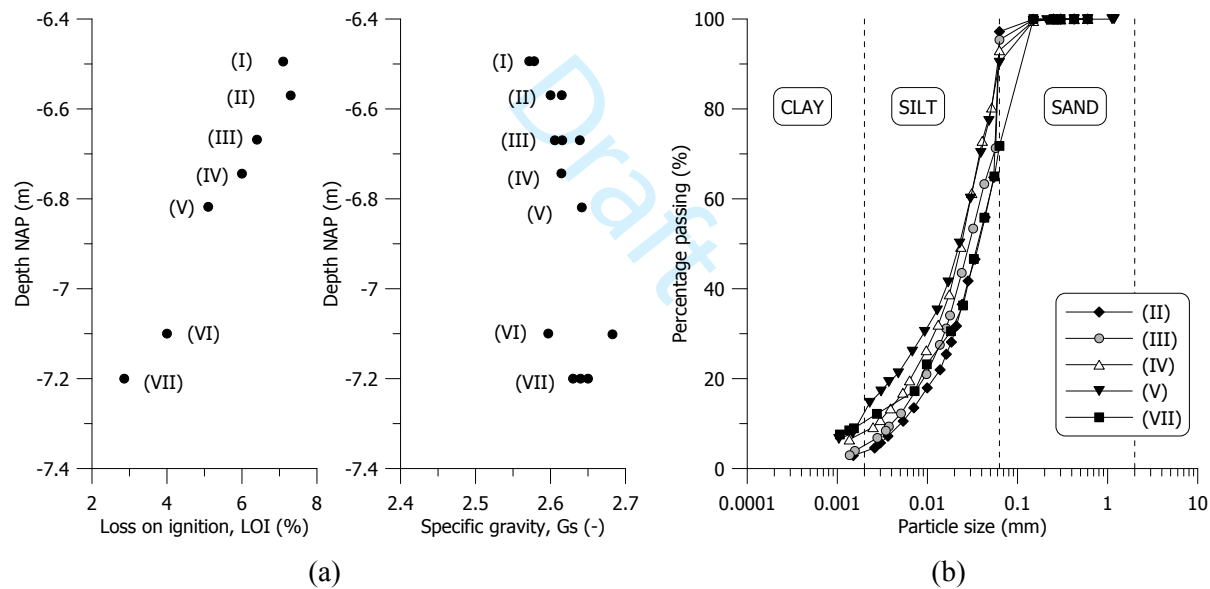 -6.4
-6.6
-6.8
-7
-7.2
-7.4
Depth NAP (m)
2 4 6 8
Loss on ignition, LOI (%)
(I)
(II)
(III)
(IV)
(V)
(VI)
(VII)
-6.4
-6.6
-6.8
-7
-7.2
-7.4
Depth NAP (m)
2.4 2.5 2.6 2.7
Specific gravity, Gs (-)
(I)
(II)
(III)
(IV)
(V)
(VI)
(VII)
Draft
(a)
100
80
60
40
20
0
Percentage passing (%)
CLAY SILT SAND
(II)
(III)
(IV)
(V)
(VII)
0.0001 0.001 0.01 0.1 1 10
Particle size (mm)
(b)